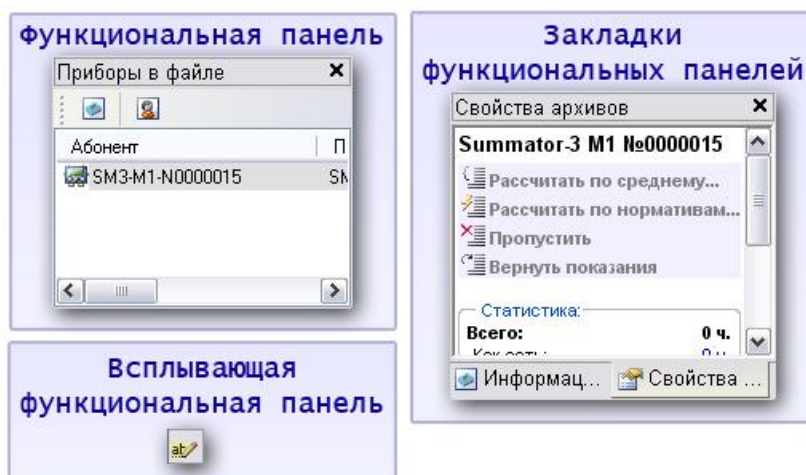 Функциональная панель
Приборы в файле
Абонент П
SM3-M1-N0000015 SM
Всплывающая
функциональная панель
ab
Закладки
функциональных панелей
Свойства архивов
Summator-3 M1 №0000015
Рассчитать по среднему...
Рассчитать по нормативам...
Пропустить
Вернуть показания
Статистика:
Всего: 0 ч.
Информац... Свойства ...